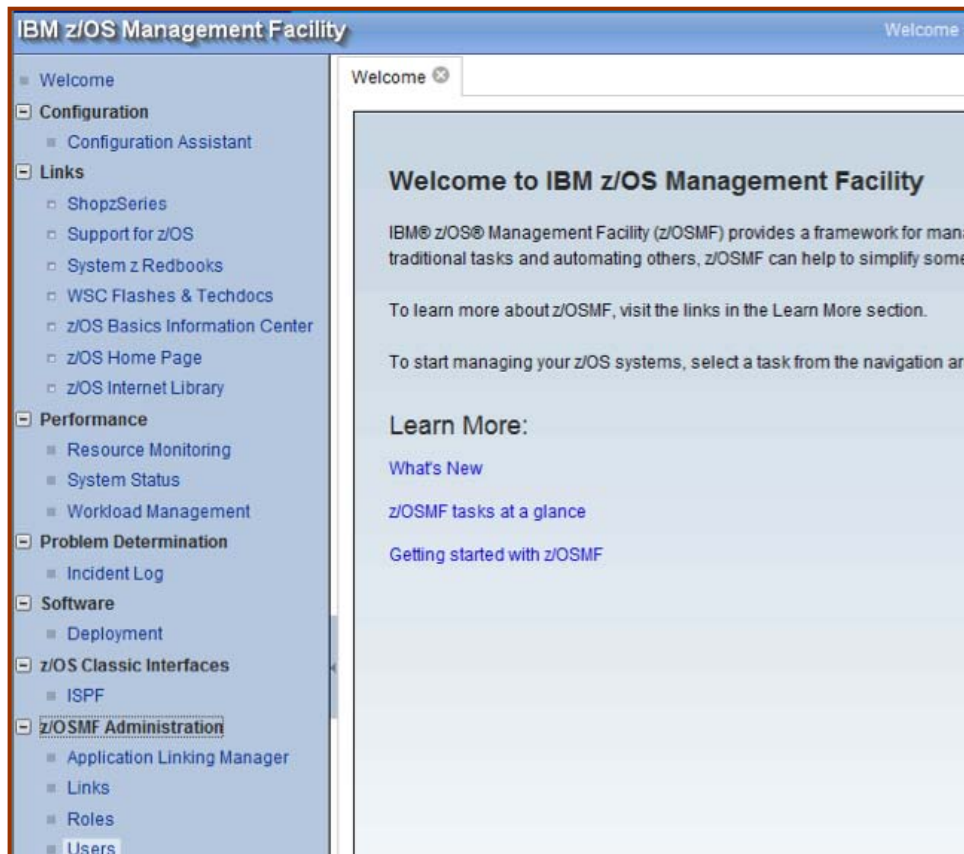 IBM z/OS Management Facility
Welcome
Welcome
Configuration
Configuration Assistant
Links
ShopzSeries
Support for z/OS
System z Redbooks
WSC Flashes & Techdocs
z/OS Basics Information Center
z/OS Home Page
z/OS Internet Library
Performance
Resource Monitoring
System Status
Workload Management
Problem Determination
Incident Log
Software
Deployment
z/OS Classic Interfaces
ISPF
z/OSMF Administration
Application Linking Manager
Links
Roles
Users
Welcome
Welcome to IBM z/OS Management Facility
IBM® z/OS® Management Facility (z/OSMF) provides a framework for man
traditional tasks and automating others, z/OSMF can help to simplify some
To learn more about z/OSMF, visit the links in the Learn More section.
To start managing your z/OS systems, select a task from the navigation ar
Learn More:
What's New
z/OSMF tasks at a glance
Getting started with z/OSMF